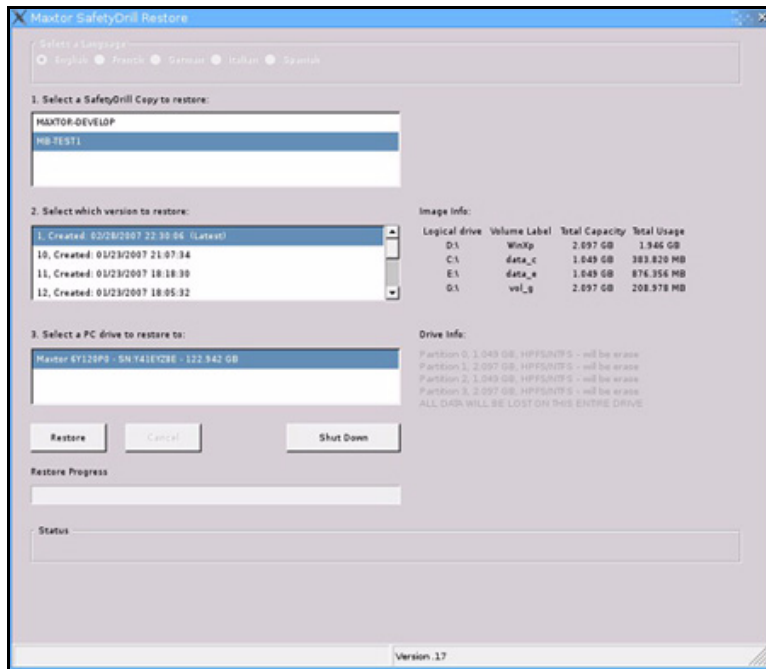 Maxtor SafetyDrill Restore
Select a Language
English French German Italian Spanish
1. Select a SafetyDrill Copy to restore:
MAXTOR-DEVELOP
MB-TEST1
2. Select which version to restore:
1, Created: 02/28/2007 22:30:06 (Latest)
10, Created: 01/23/2007 21:07:34
11, Created: 01/23/2007 18:18:30
12, Created: 01/23/2007 18:05:32
Image Info:
Logical drive Volume Label Total Capacity Total Usage
D:\ WinXp 2.097 GB 1.946 GB
C:\ data_c 1.049 GB 383.820 MB
E:\ data_e 1.049 GB 876.356 MB
G:\ vol_g 2.097 GB 208.978 MB
3. Select a PC drive to restore to:
Maxtor 6Y120P0 - SN:Y41EYZ8E - 122.942 GB
Drive Info:
Partition 0, 1.049 GB, HPFS/NTFS - will be erase
Partition 1, 2.097 GB, HPFS/NTFS - will be erase
Partition 2, 1.049 GB, HPFS/NTFS - will be erase
Partition 3, 2.097 GB, HPFS/NTFS - will be erase
ALL DATA WILL BE LOST ON THIS ENTIRE DRIVE
Restore Cancel Shut Down
Restore Progress
Status
Version .17